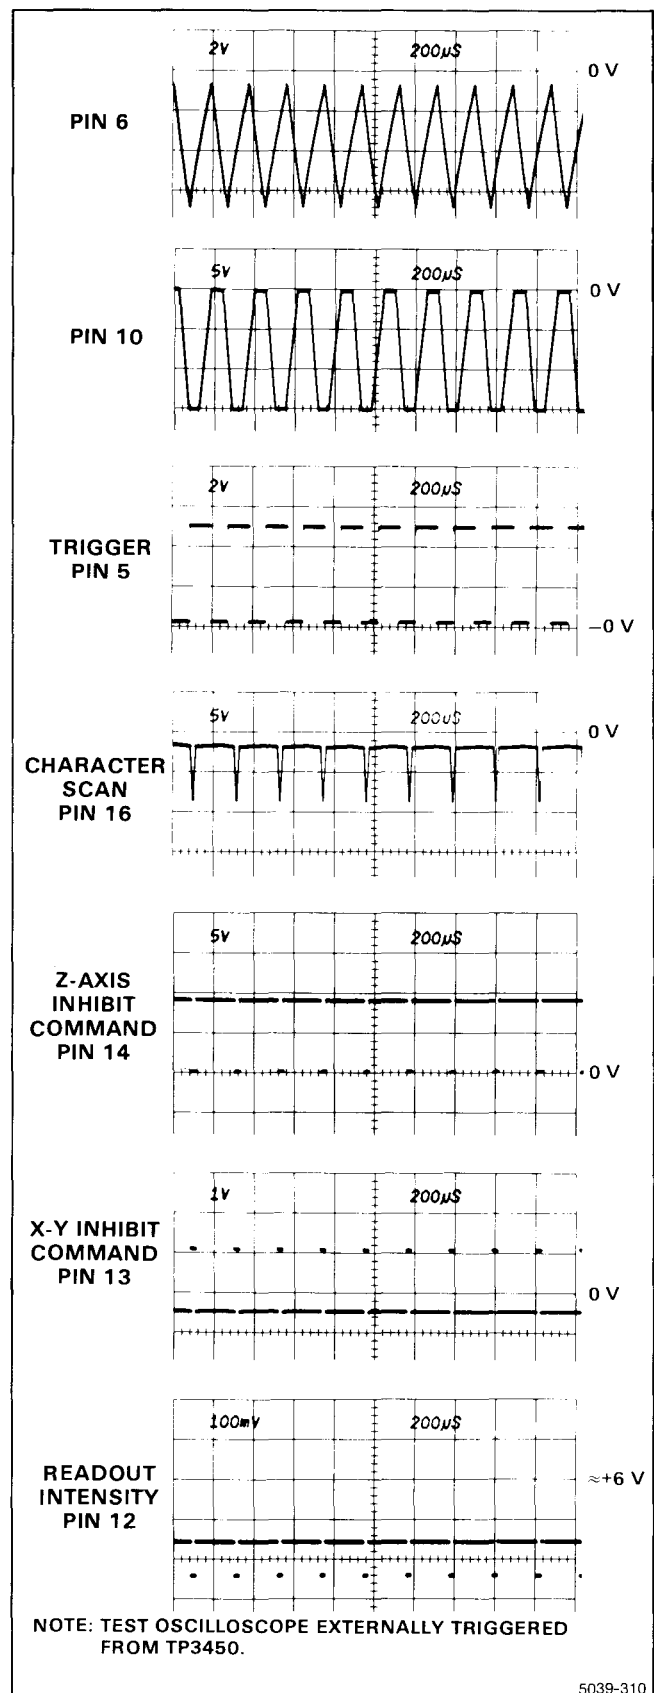 2V 200µS
0 V
PIN 6
5V 200µS
0 V
PIN 10
2V 200µS
TRIGGER
PIN 5
−0 V
5V 200µS
0 V
CHARACTER
SCAN
PIN 16
5V 200µS
Z-AXIS
INHIBIT
COMMAND
PIN 14
0 V
1V 200µS
X-Y INHIBIT
COMMAND
PIN 13
0 V
100mV 200µS
READOUT
INTENSITY
PIN 12
≈+6 V
NOTE: TEST OSCILLOSCOPE EXTERNALLY TRIGGERED
FROM TP3450.
5039-310